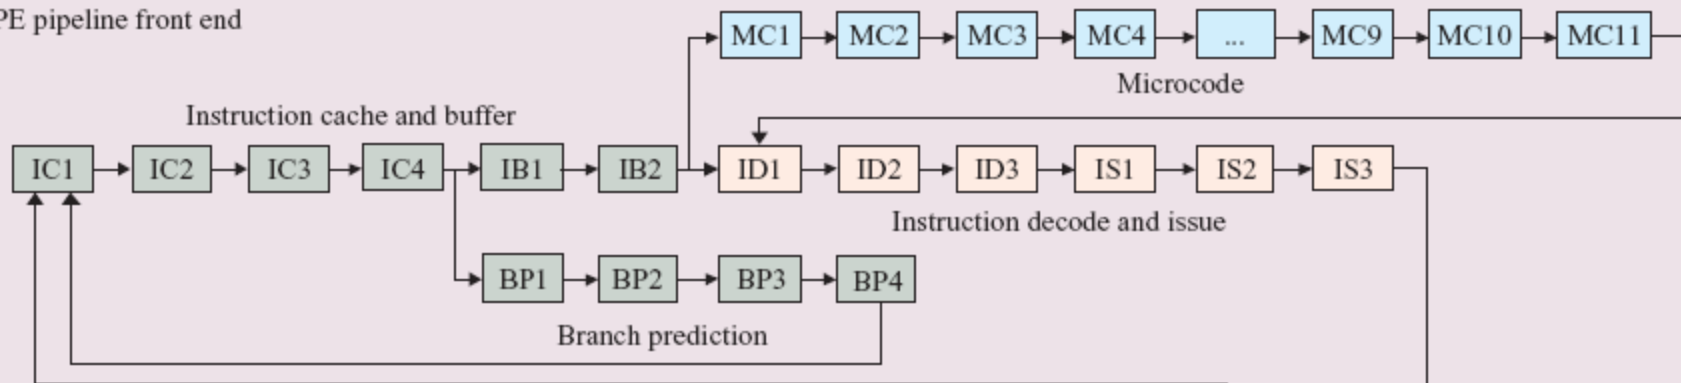 PE pipeline front end
MC1 MC2 MC3 MC4 ... MC9 MC10 MC11
Microcode
Instruction cache and buffer
IC1 IC2 IC3 IC4 IB1 IB2 ID1 ID2 ID3 IS1 IS2 IS3
Instruction decode and issue
BP1 BP2 BP3 BP4
Branch prediction